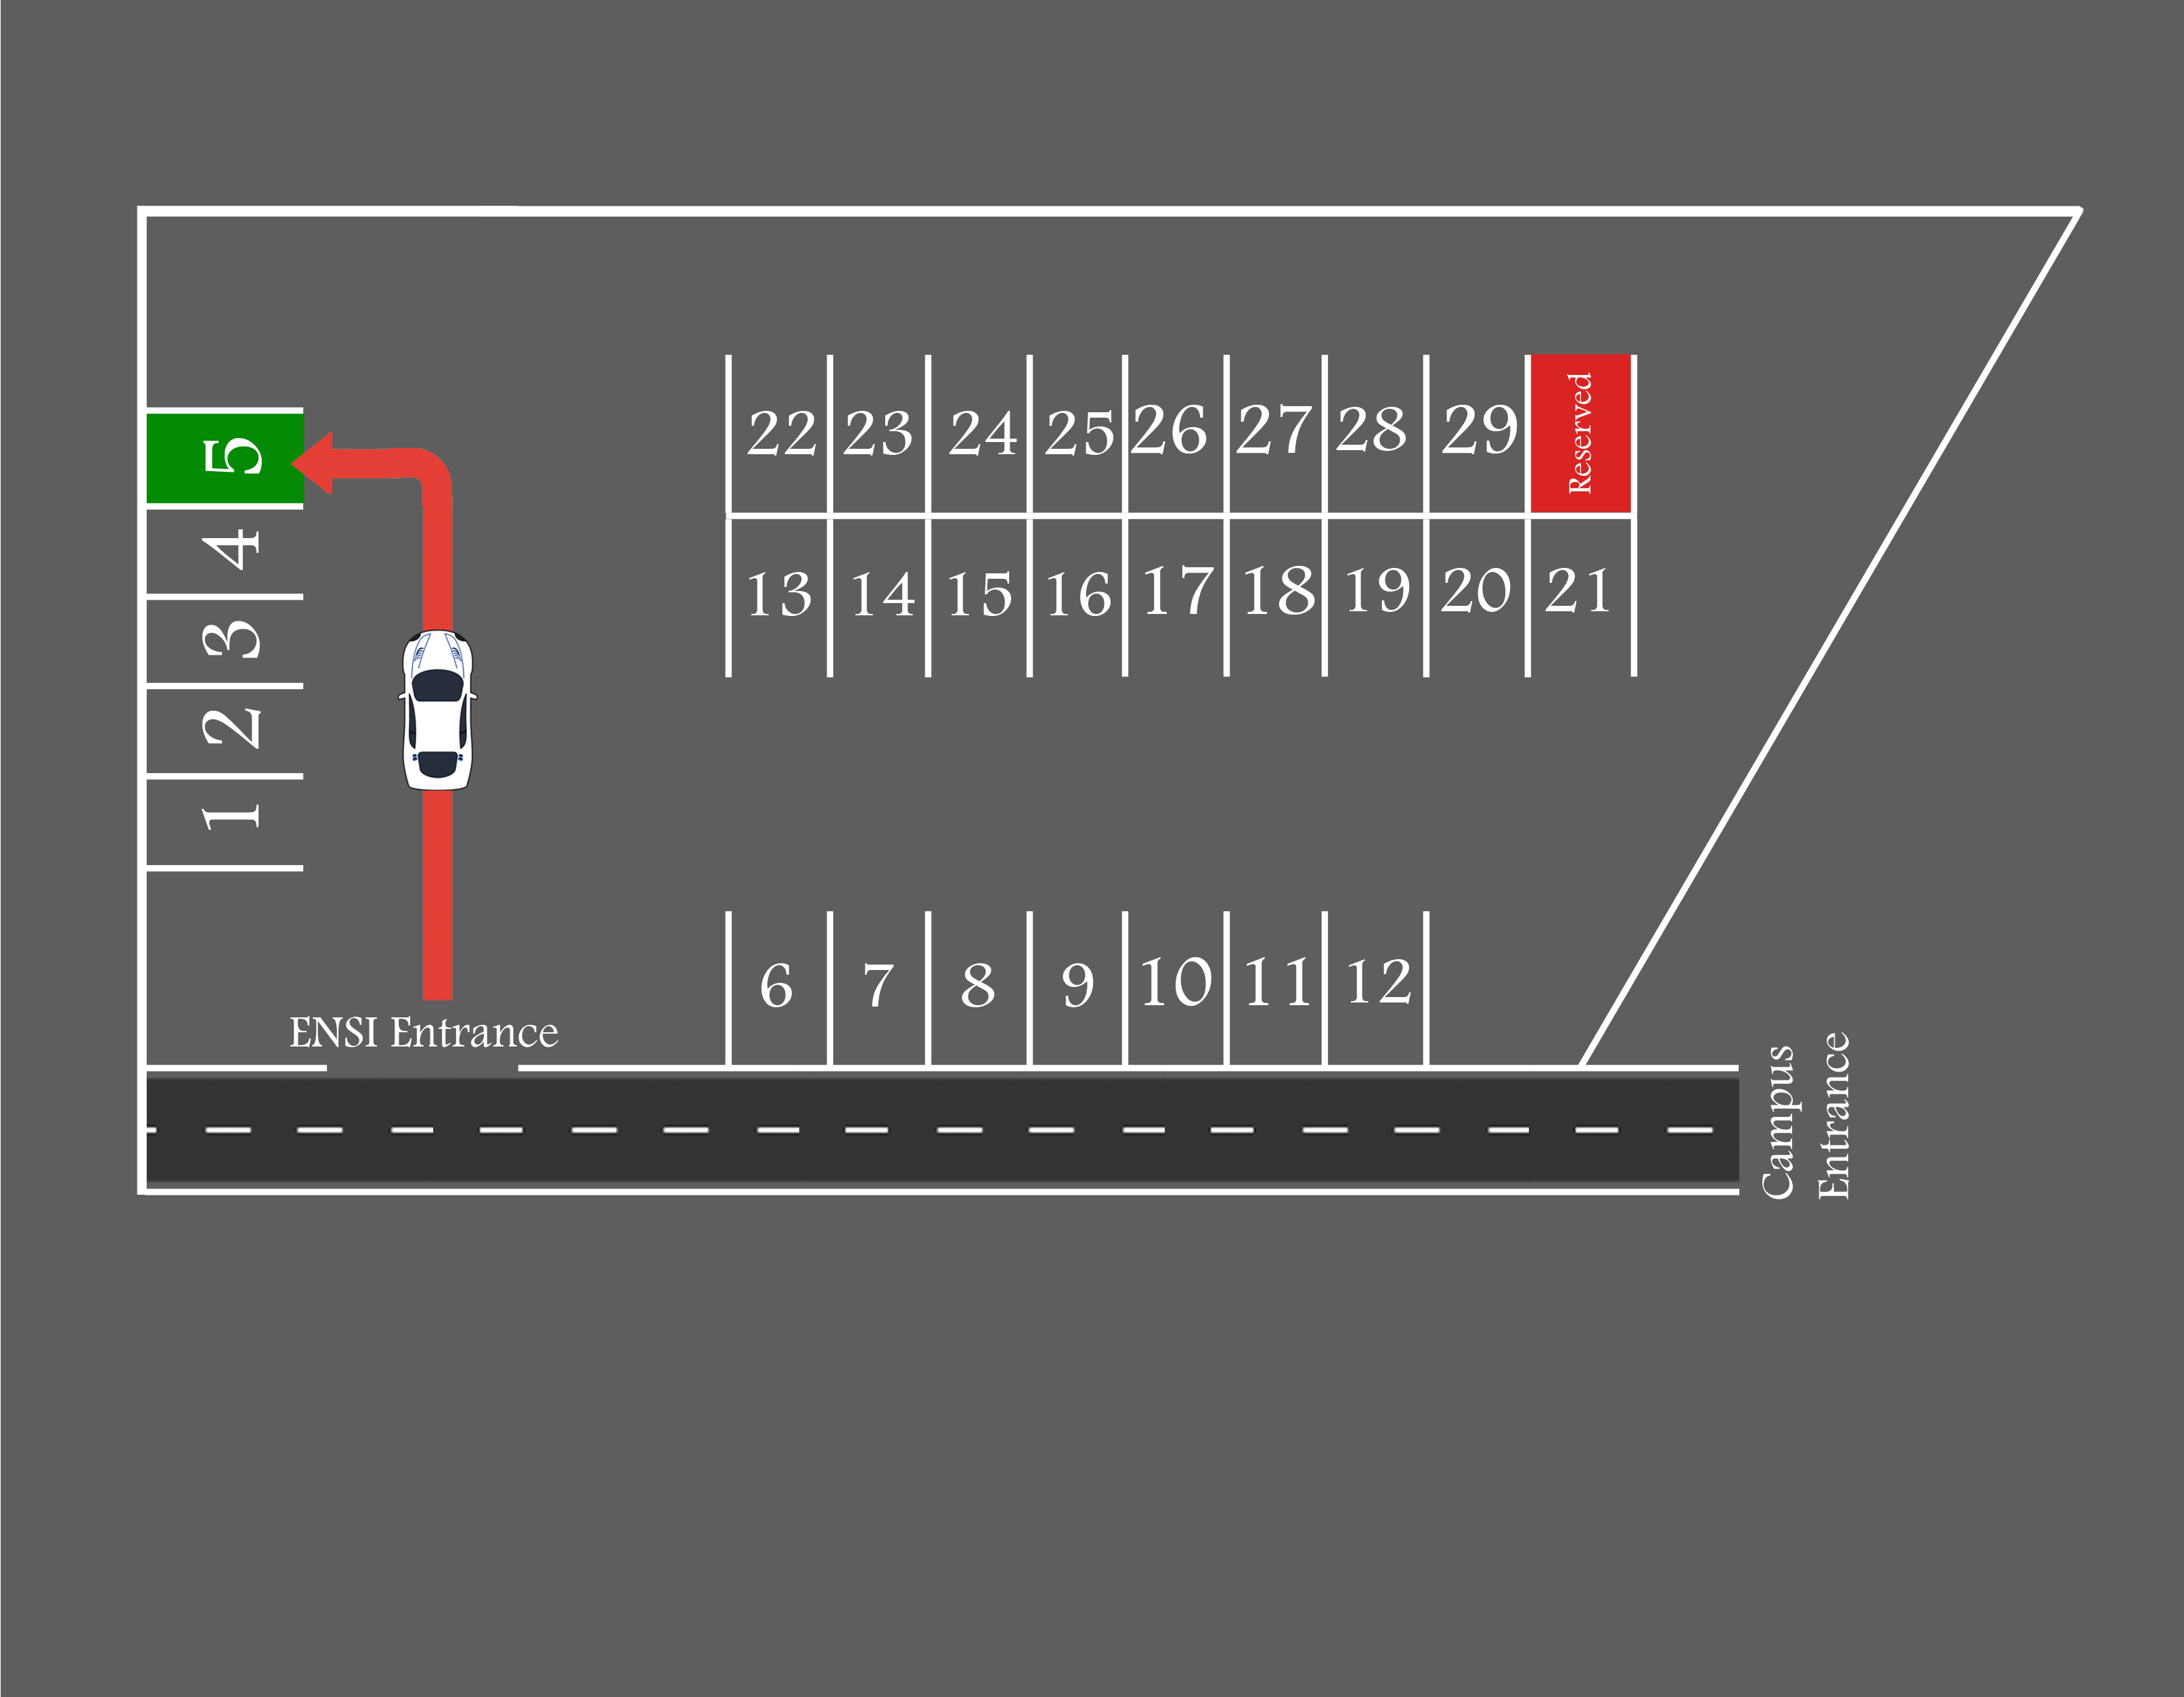 22 23 24 25 26 27 28 29 Reserved
5
4
13 14 15 16 17 18 19 20 21
3
2
1
6 7 8 9 10 11 12
ENSI Entrance
Campus
Entrance